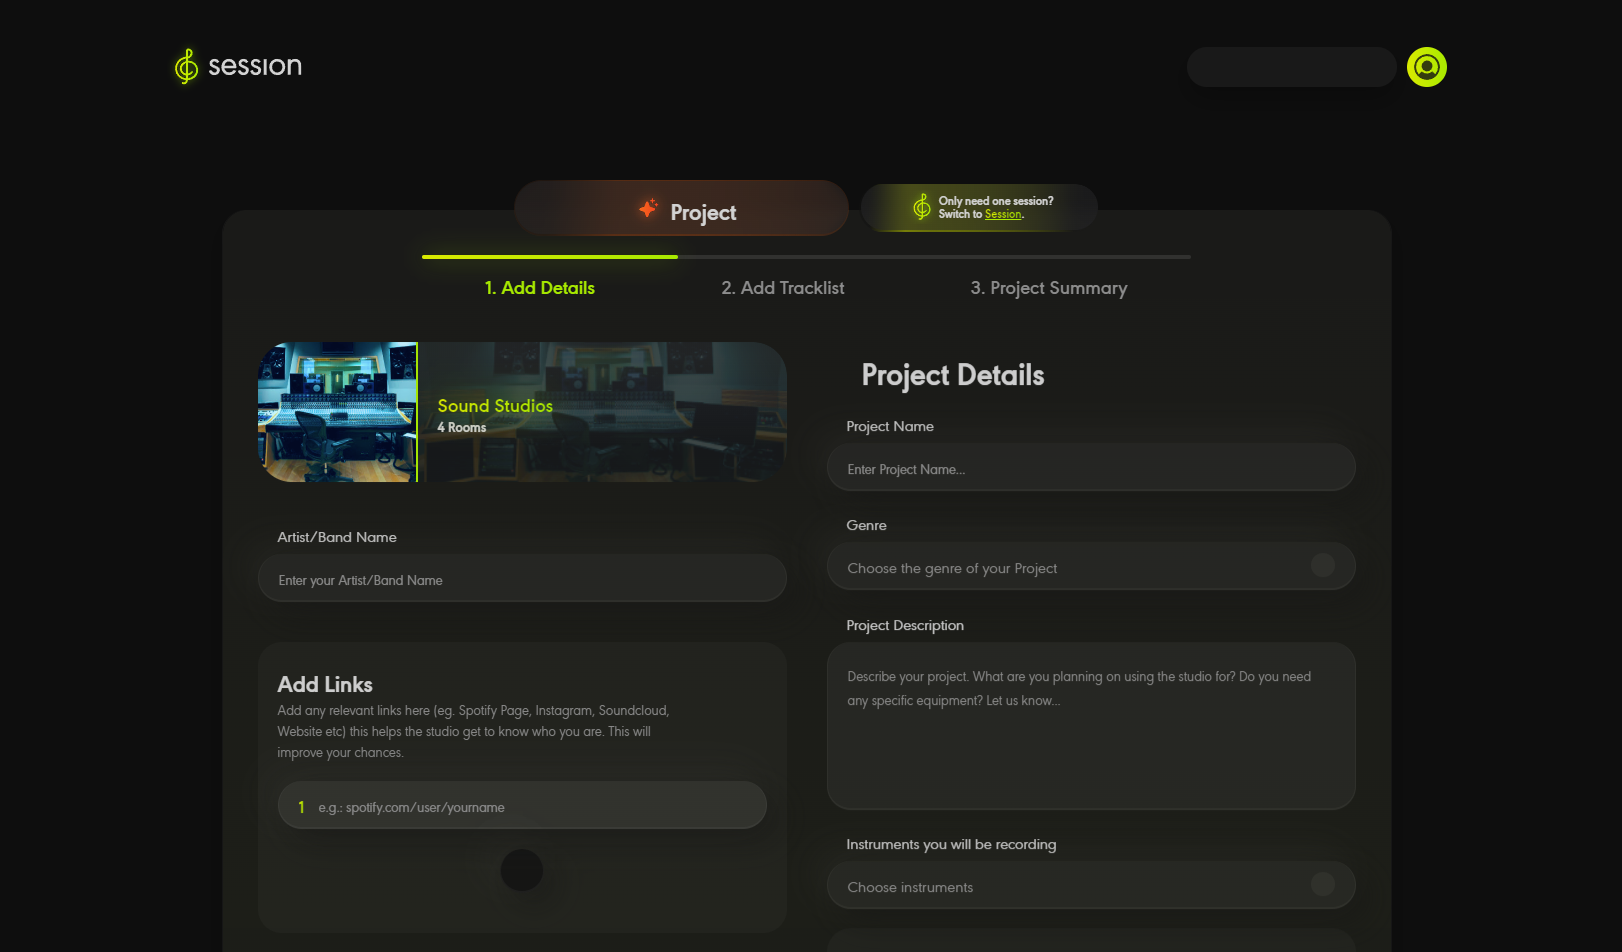 session
Project
Only need one session?
Switch to Session.
1. Add Details
2. Add Tracklist
3. Project Summary
Sound Studios
4 Rooms
Artist/Band Name
Enter your Artist/Band Name
Add Links
Add any relevant links here (eg. Spotify Page, Instagram, Soundcloud,
Website etc) this helps the studio get to know who you are. This will
improve your chances.
1 e.g.: spotify.com/user/yourname
Project Details
Project Name
Enter Project Name...
Genre
Choose the genre of your Project
Project Description
Describe your project. What are you planning on using the studio for? Do you need
any specific equipment? Let us know...
Instruments you will be recording
Choose instruments